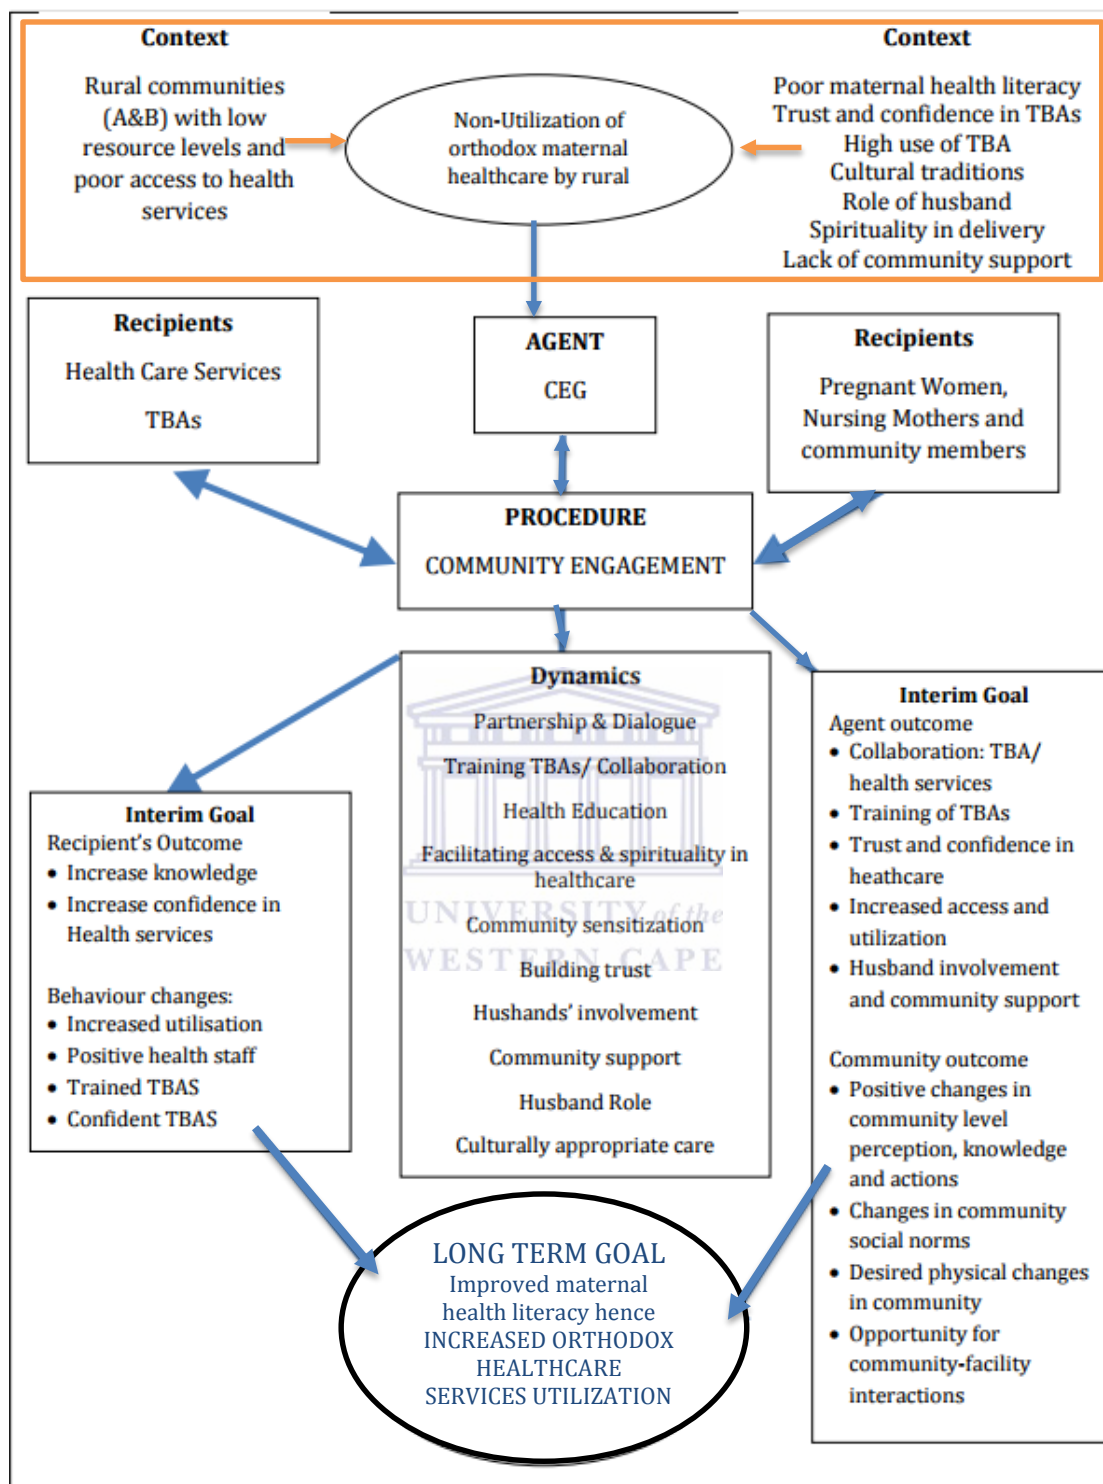 Context
Rural communities
(A&B) with low
resource levels and
poor access to health
services
Non-Utilization of
orthodox maternal
healthcare by rural
Context
Poor maternal health literacy
Trust and confidence in TBAs
High use of TBA
Cultural traditions
Role of husband
Spirituality in delivery
Lack of community support
Recipients
Health Care Services
TBAs
AGENT
CEG
Recipients
Pregnant Women,
Nursing Mothers and
community members
PROCEDURE
COMMUNITY ENGAGEMENT
Dynamics
Partnership & Dialogue
Training TBAs/ Collaboration
Health Education
Facilitating access & spirituality in
healthcare
Community sensitization
Building trust
Hushands' involvement
Community support
Husband Role
Culturally appropriate care
UNIVERSITY of the
WESTERN CAPE
Interim Goal
Recipient's Outcome
• Increase knowledge
• Increase confidence in
Health services
Behaviour changes:
• Increased utilisation
• Positive health staff
• Trained TBAS
• Confident TBAS
Interim Goal
Agent outcome
• Collaboration: TBA/
health services
• Training of TBAs
• Trust and confidence in
heathcare
• Increased access and
utilization
• Husband involvement
and community support
Community outcome
• Positive changes in
community level
perception, knowledge
and actions
• Changes in community
social norms
• Desired physical changes
in community
• Opportunity for
community-facility
interactions
LONG TERM GOAL
Improved maternal
health literacy hence
INCREASED ORTHODOX
HEALTHCARE
SERVICES UTILIZATION